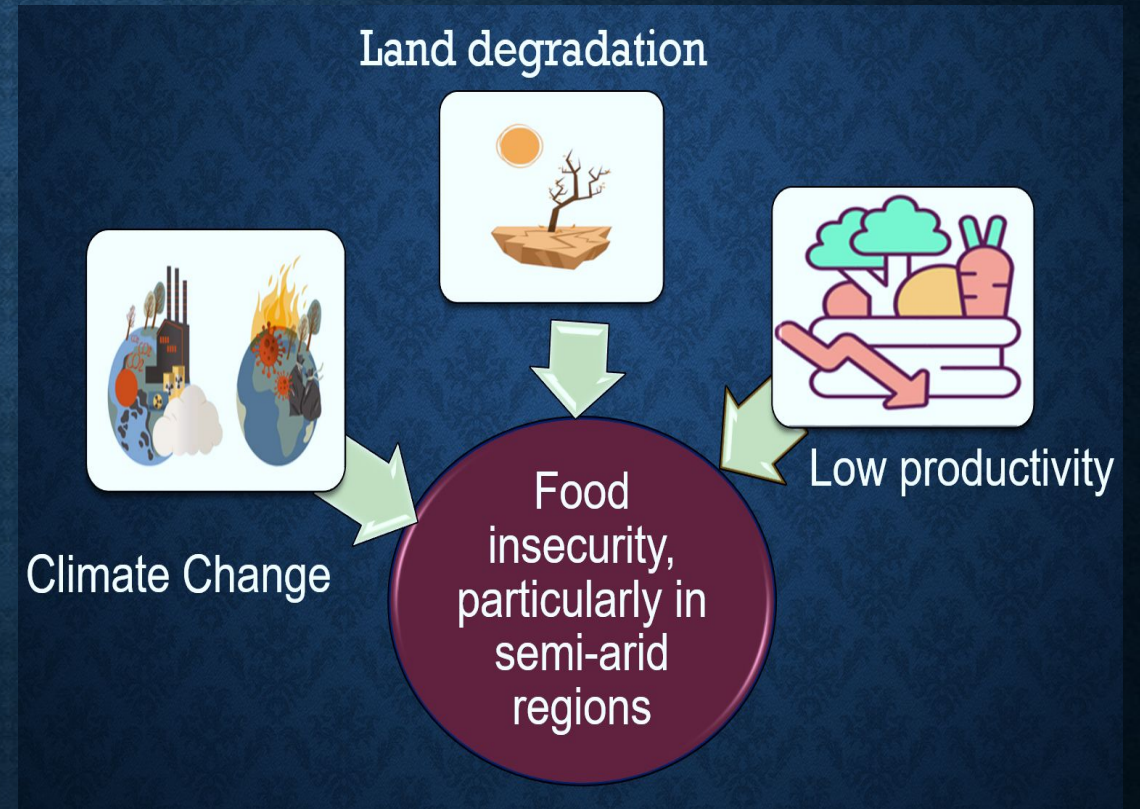 Land degradation
Climate Change
Low productivity
Food
insecurity,
particularly in
semi-arid
regions